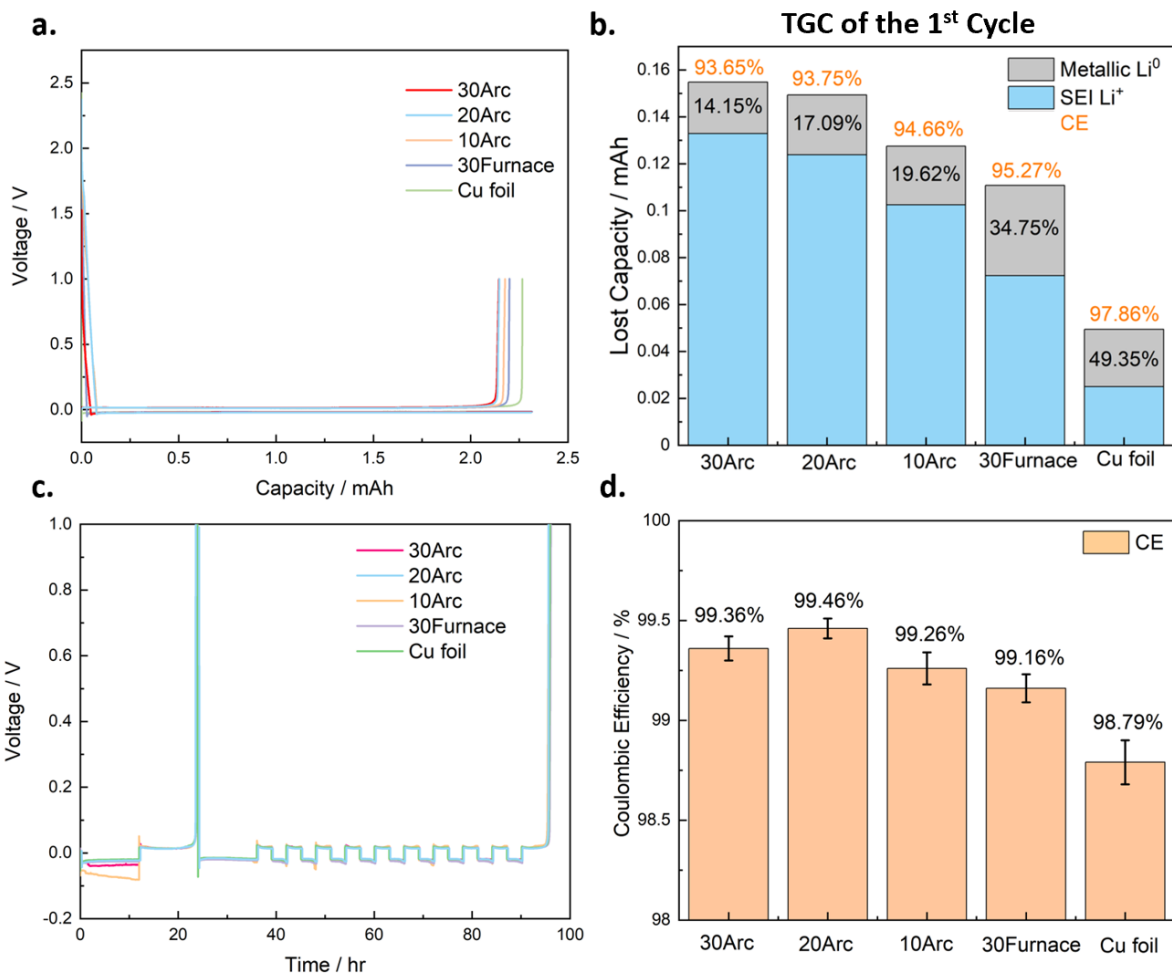 a.
2.5
2.0
1.5
1.0
0.5
0.0
Voltage / V
30Arc
20Arc
10Arc
30Furnace
Cu foil
0.0 0.5 1.0 1.5 2.0 2.5
Capacity / mAh
b.
TGC of the 1st Cycle
0.16
0.14
0.12
0.1
0.08
0.06
0.04
0.02
0
Lost Capacity / mAh
Metallic Li⁰
SEI Li⁺
CE
93.65%
93.75%
94.66%
95.27%
97.86%
14.15%
17.09%
19.62%
34.75%
49.35%
30Arc 20Arc 10Arc 30Furnace Cu foil
c.
1.0
0.8
0.6
0.4
0.2
0.0
-0.2
Voltage / V
30Arc
20Arc
10Arc
30Furnace
Cu foil
0 20 40 60 80 100
Time / hr
d.
100
99.5
99
98.5
98
Coulombic Efficiency / %
CE
99.36%
99.46%
99.26%
99.16%
98.79%
30Arc 20Arc 10Arc 30Furnace Cu foil